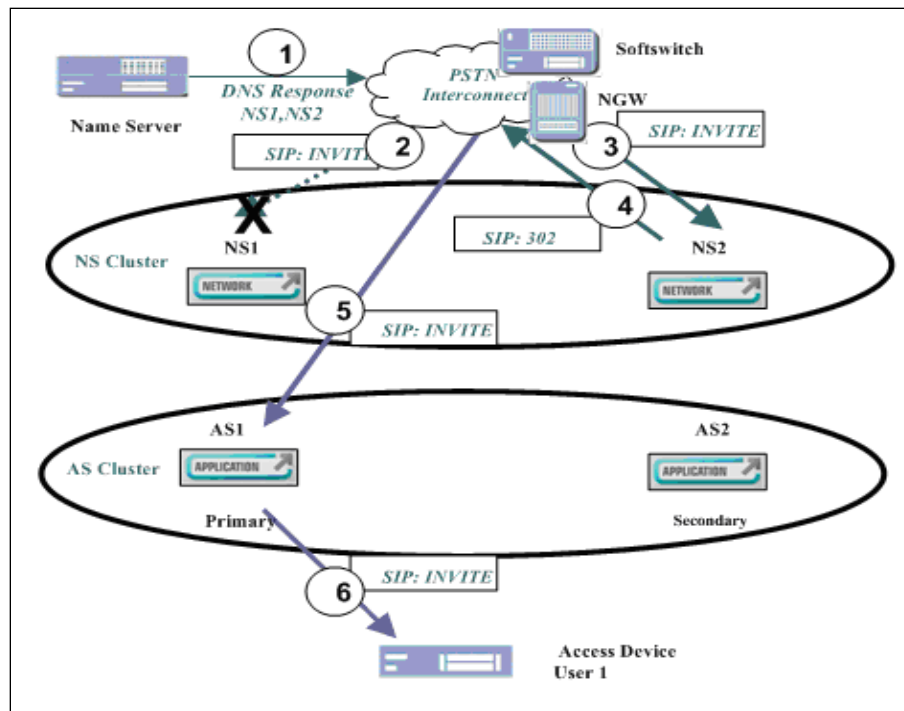 1
Softswitch
PSTN
Interconnect
DNS Response
NS1,NS2
NGW
Name Server
SIP: INVITE
2
3
SIP: INVITE
4
X
NS1
SIP: 302
NS2
NS Cluster
NETWORK
NETWORK
5
SIP: INVITE
AS1
AS2
AS Cluster
APPLICATION
APPLICATION
Primary
Secondary
6
SIP: INVITE
Access Device
User 1